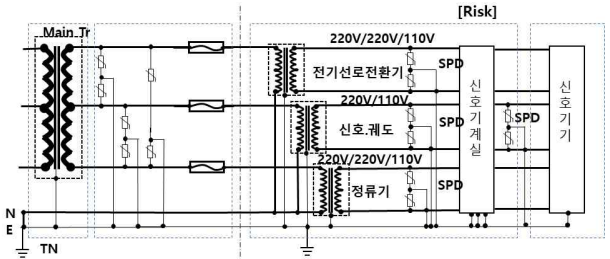 [Risk]
Main Tr
220V/220V/110V
SPD
전기선로전환기
220V/110V
SPD
신호.궤도
220V/220V/110V
SPD
정류기
신호기계실
SPD
신호기기
N
E
TN